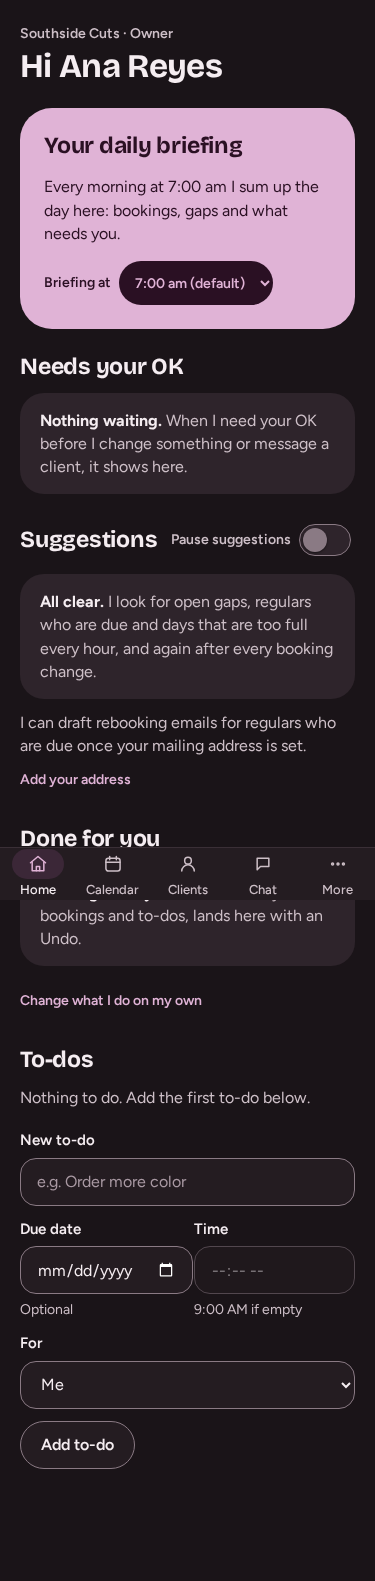 Southside Cuts · Owner
Hi Ana Reyes
Your daily briefing
Every morning at 7:00 am I sum up the
day here: bookings, gaps and what
needs you.
Briefing at
7:00 am (default)
Needs your OK
Nothing waiting. When I need your OK
before I change something or message a
client, it shows here.
Suggestions
Pause suggestions
All clear. I look for open gaps, regulars
who are due and days that are too full
every hour, and again after every booking
change.
I can draft rebooking emails for regulars who
are due once your mailing address is set.
Add your address
Done for you
Home
Calendar
Clients
Chat
More
bookings and to-dos, lands here with an
Undo.
Change what I do on my own
To-dos
Nothing to do. Add the first to-do below.
New to-do
e.g. Order more color
Due date
Time
mm/dd/yyyy
--:-- --
Optional
9:00 AM if empty
For
Me
Add to-do